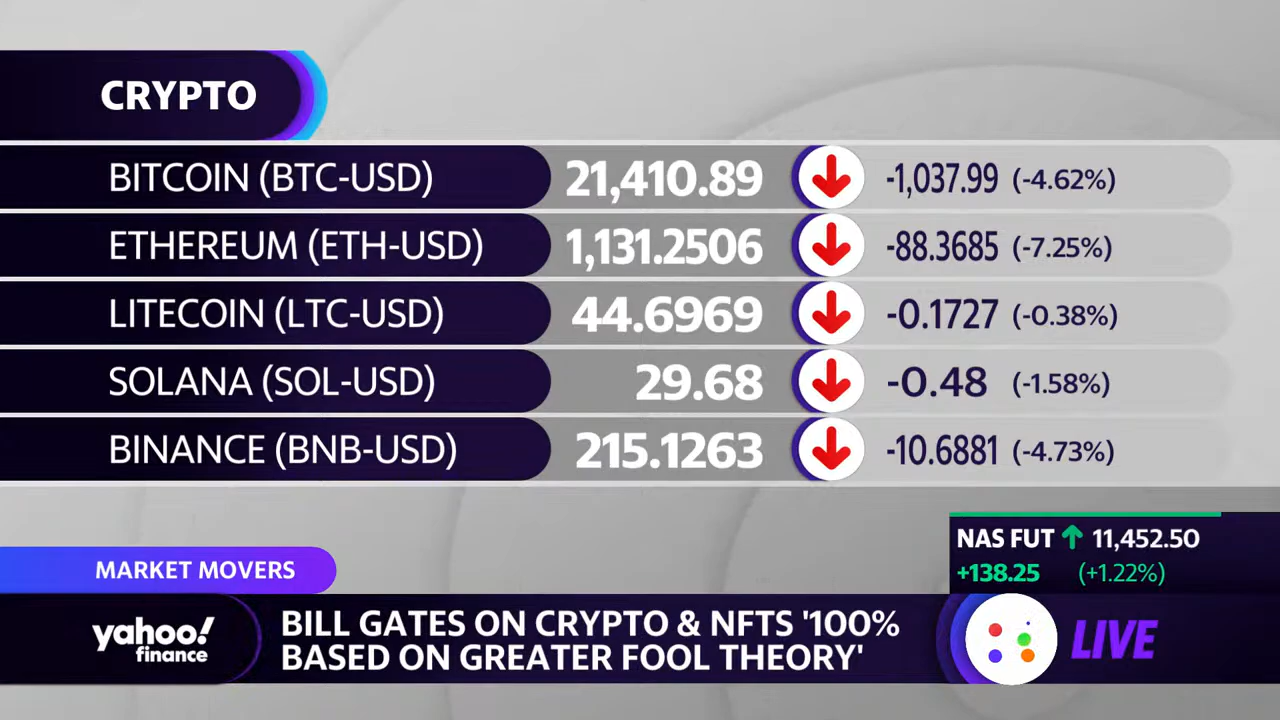 CRYPTO
BITCOIN (BTC-USD) 21,410.89 -1,037.99 (-4.62%)
ETHEREUM (ETH-USD) 1,131.2506 -88.3685 (-7.25%)
LITECOIN (LTC-USD) 44.6969 -0.1727 (-0.38%)
SOLANA (SOL-USD) 29.68 -0.48 (-1.58%)
BINANCE (BNB-USD) 215.1263 -10.6881 (-4.73%)
NAS FUT 11,452.50
+138.25 (+1.22%)
MARKET MOVERS
yahoo!
finance
BILL GATES ON CRYPTO & NFTS '100%
BASED ON GREATER FOOL THEORY'
LIVE